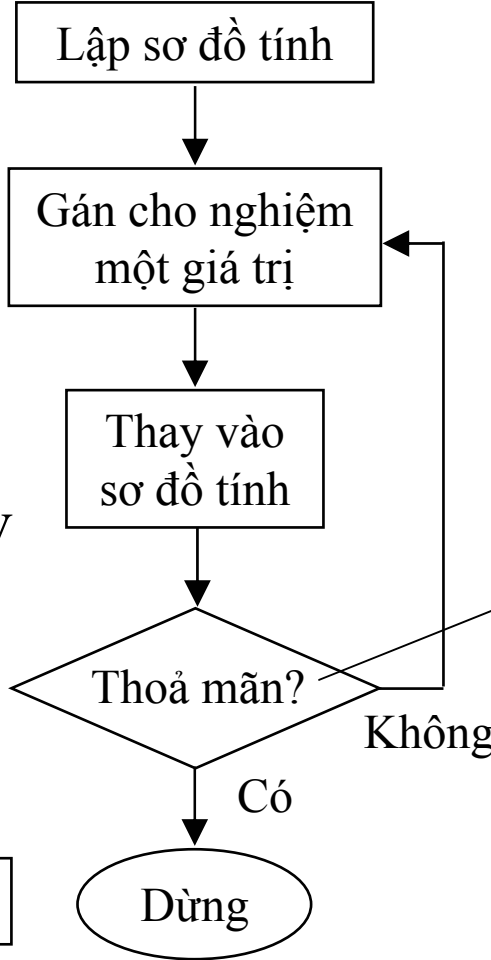 Lập sơ đồ tính
Gán cho nghiệm
một giá trị
Thay vào
sơ đồ tính
Thoả mãn?
Không
Có
Dừng